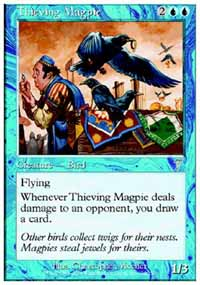 Thieving Magpie 2
Creature — Bird
Flying
Whenever Thieving Magpie deals
damage to an opponent, you draw
a card.
Other birds collect twigs for their nests.
Magpies steal jewels for theirs.
1/3